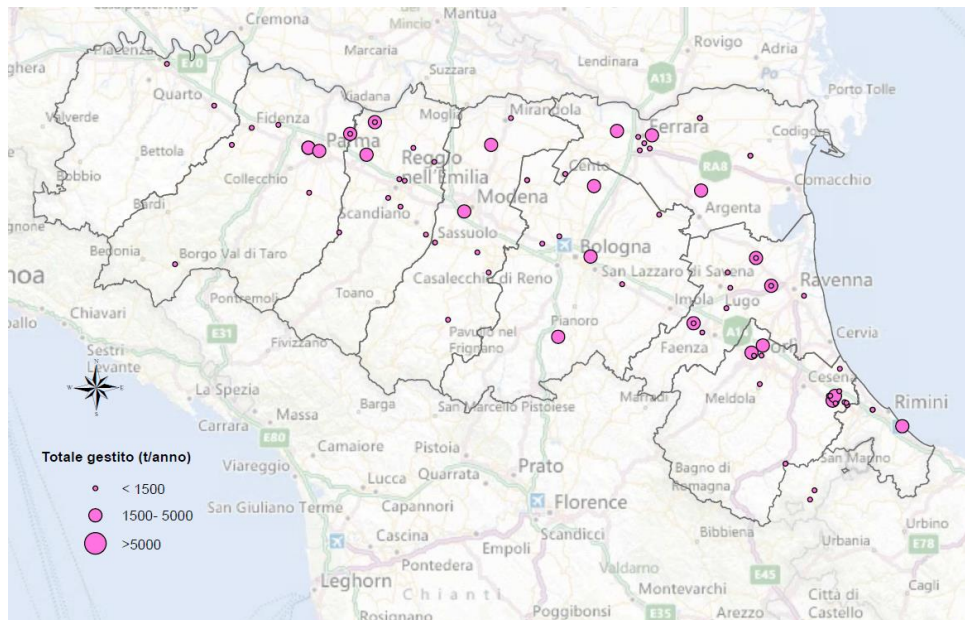 Casalpusterlengo
Cremona
Mantua
Mincio
Rovigo
Adria
Po
Porto Tolle
Piacenza
E70
Marcaria
Lendinara
A13
Suzzara
Viadana
Moglia
Mirandola
Ferrara
Codigoro
Quarto
Fidenza
Valverde
Parma
Bettola
Reggio
nell'Emilia
Cento
RA8
Comacchio
Bobbio
Collecchio
Modena
Argenta
Bardi
Scandiano
Sassuolo
Bologna
Bedonia
Borgo Val di Taro
Casalecchio di Reno
San Lazzaro di Savena
Ravenna
noa
Pontremoli
Toano
Imola
Lugo
Chiavari
E31
Pavullo nel
Frignano
Pianoro
Cervia
Fivizzano
Faenza
Sestri
Levante
Cesena
La Spezia
Barga
San Marcello Pistoiese
Marradi
Meldola
Rimini
Massa
Carrara
E80
Camaiore
Pistoia
San Marino
Totale gestito (t/anno)
Viareggio
Prato
Bagno di
Romagna
Lucca
Quarrata
< 1500
San Giuliano Terme
Capannori
Florence
Bibbiena
Urbino
1500- 5000
Urbania
E78
Cascina
Empoli
Scandicci
>5000
Pontedera
Valdarno
E45
Cagli
Leghorn
Chianti
Montevarchi
Città di
Castello
Rosignano
Poggibonsi
E35
Arezzo